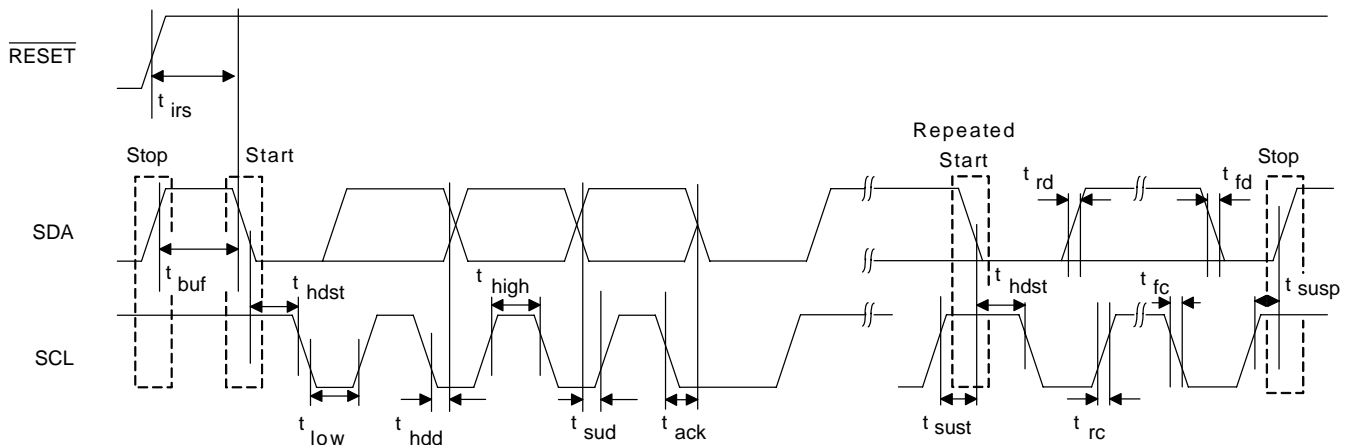 RESET
t irs
Repeated
Stop
Start
Start
Stop
t rd
t fd
SDA
t buf
t hdst
t high
t hdst
t fc
t susp
SCL
t low
t hdd
t sud
t ack
t sust
t rc